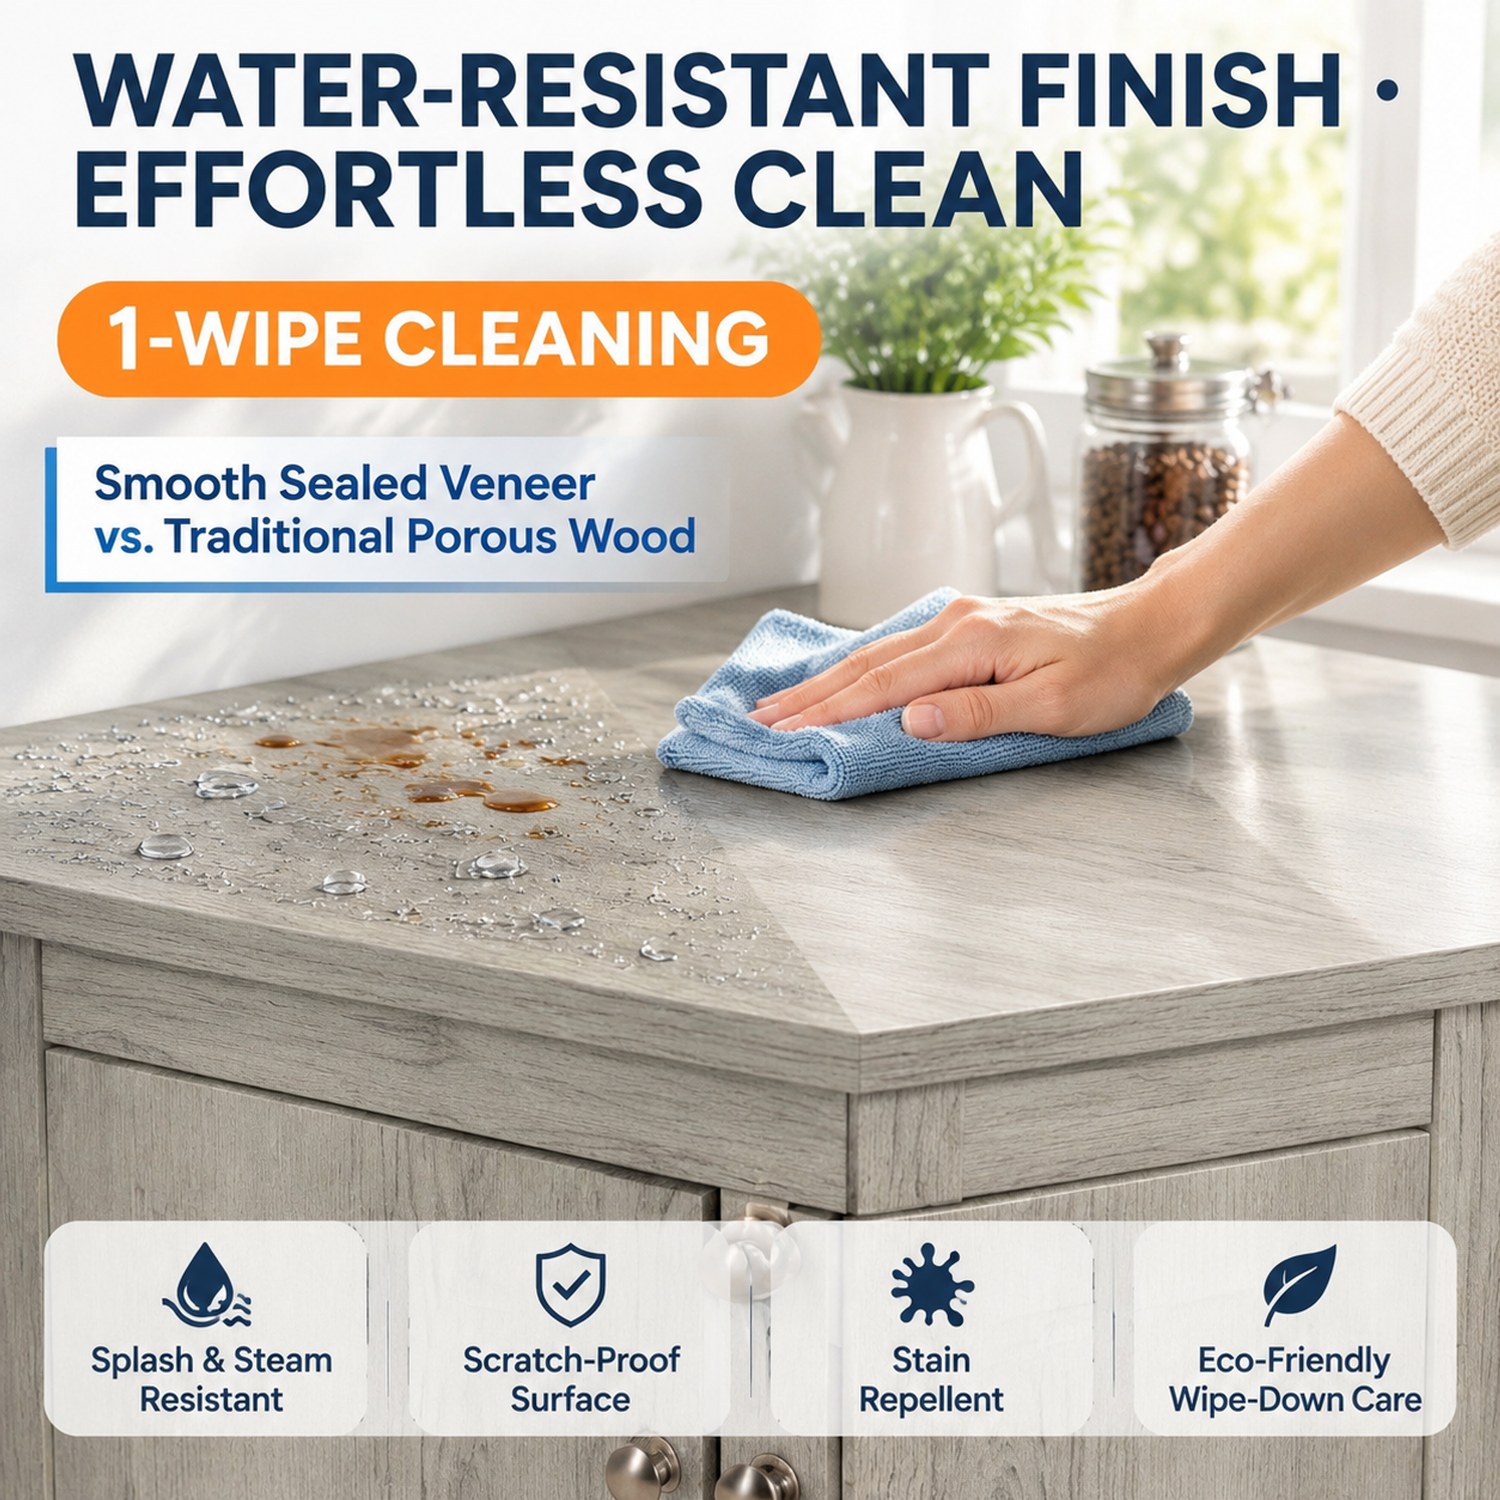 WATER-RESISTANT FINISH •
EFFORTLESS CLEAN
1-WIPE CLEANING
Smooth Sealed Veneer
vs. Traditional Porous Wood
Splash & Steam
Resistant
Scratch-Proof
Surface
Stain
Repellent
Eco-Friendly
Wipe-Down Care